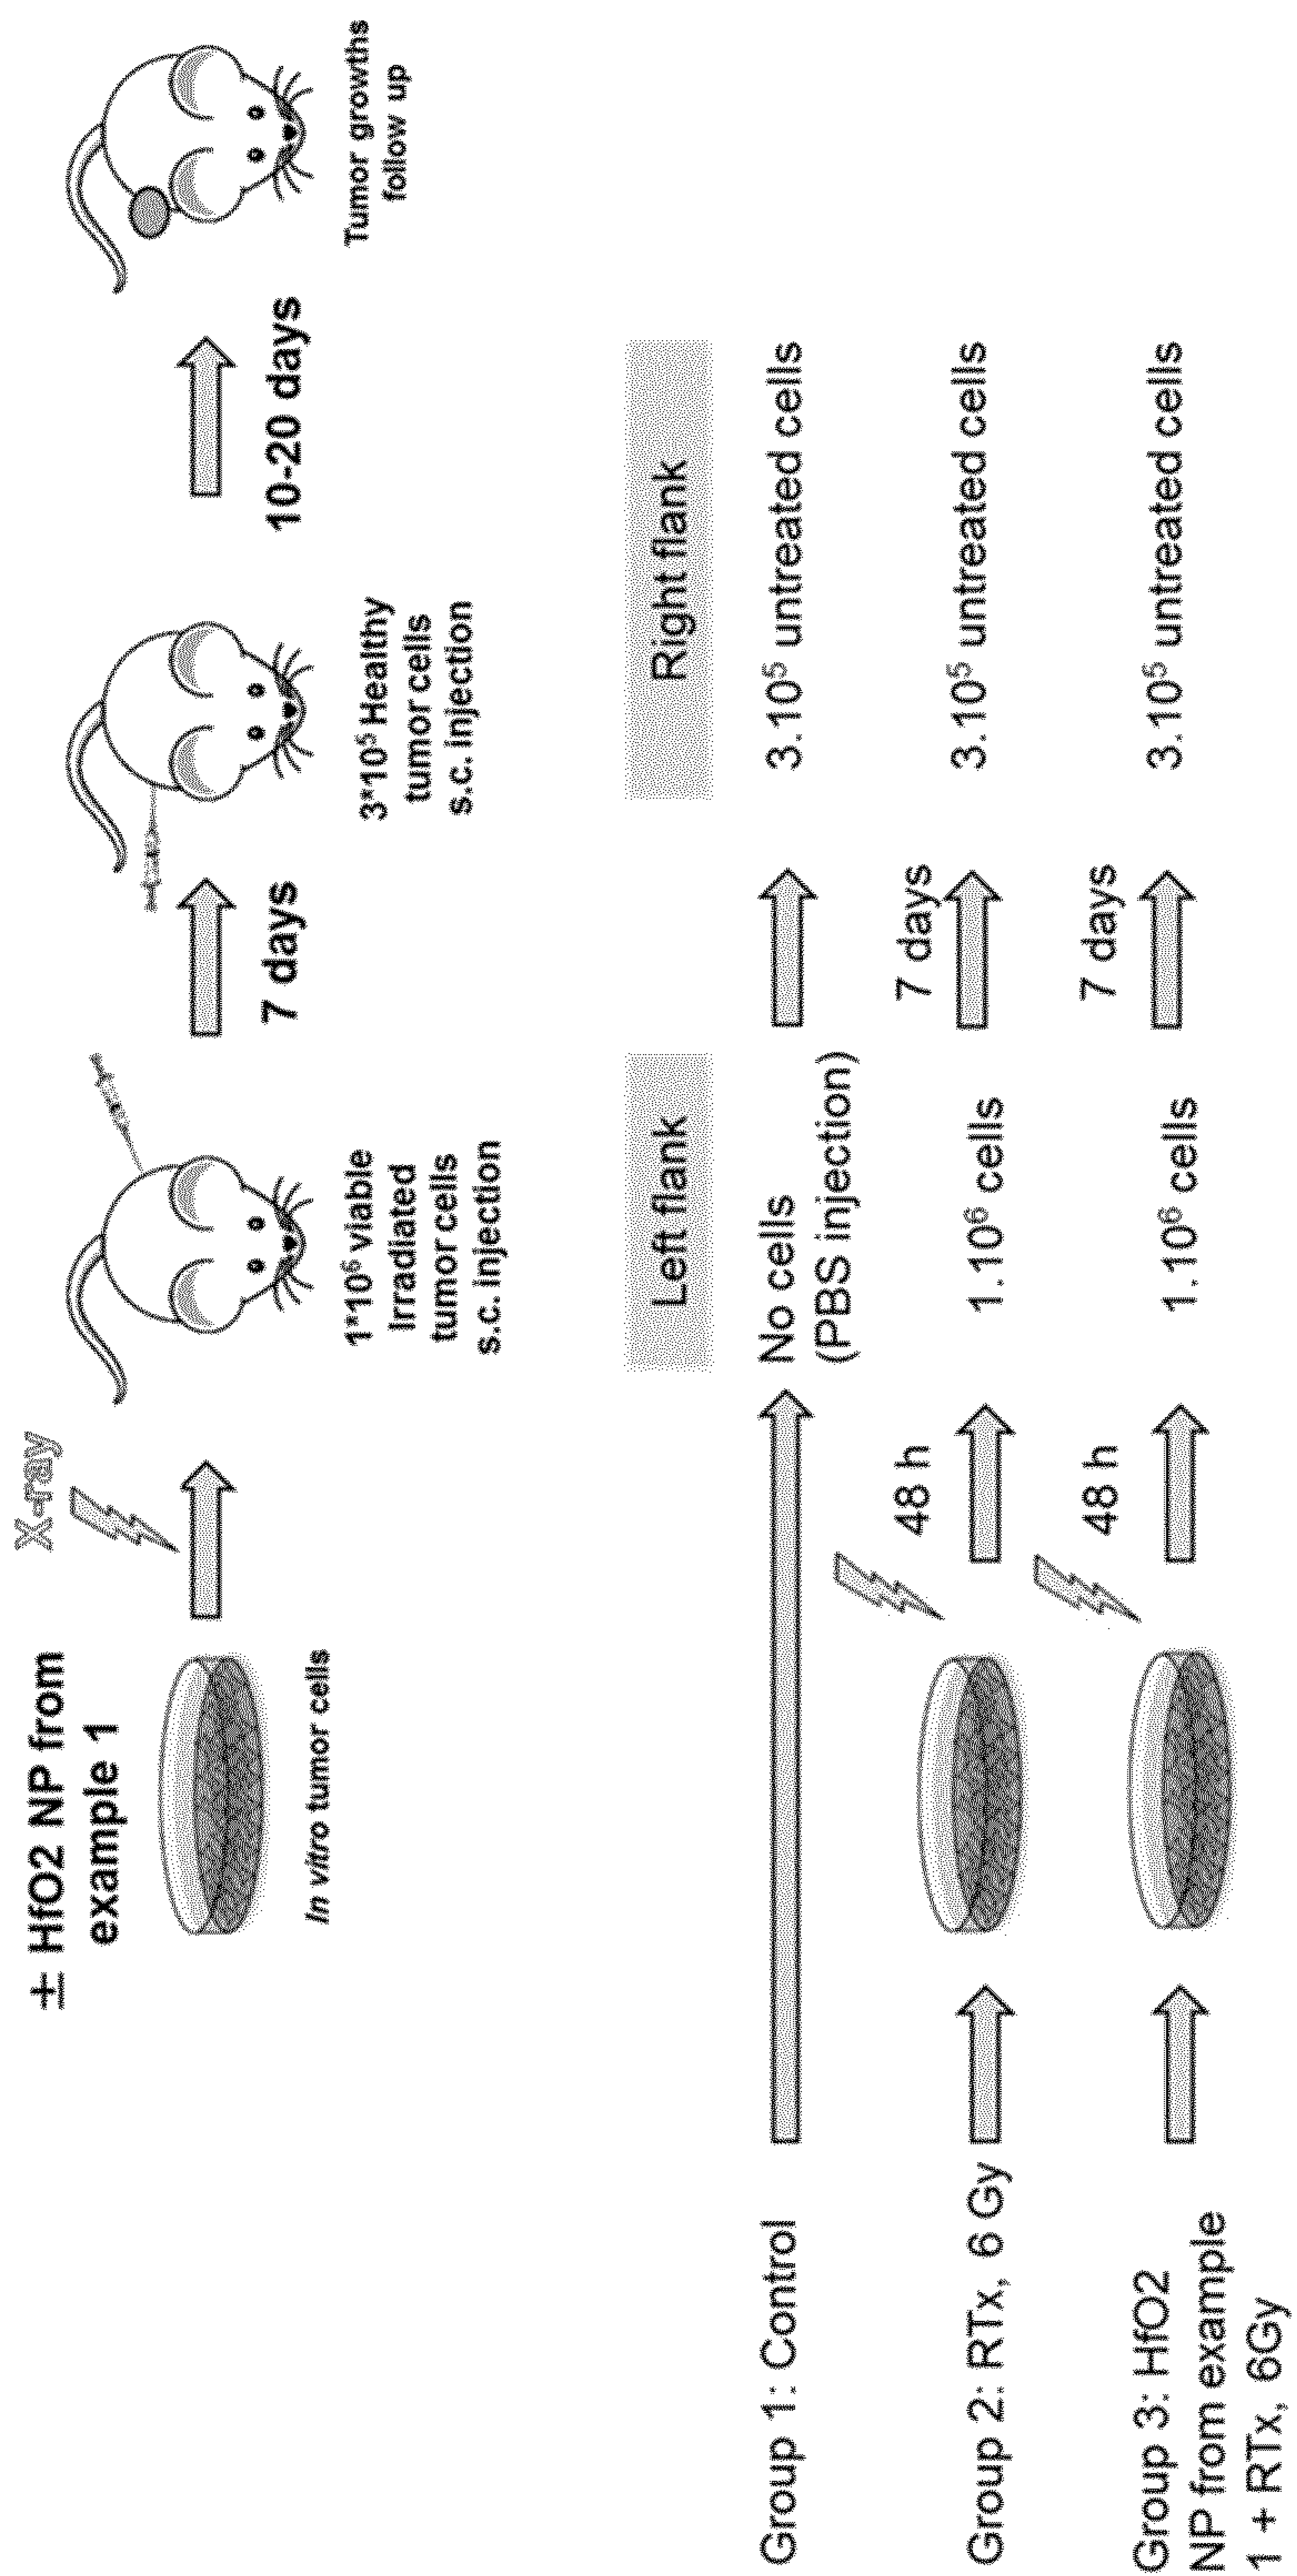 ± HfO2 NP from
example 1
X-ray
In vitro tumor cells
1*10⁶ viable
Irradiated
tumor cells
s.c. injection
7 days
3*10⁵ Healthy
tumor cells
s.c. injection
10-20 days
Tumor growths
follow up
Left flank
Right flank
Group 1: Control
No cells
(PBS injection)
3.10⁵ untreated cells
Group 2: RTx, 6 Gy
48 h
1.10⁶ cells
7 days
3.10⁵ untreated cells
Group 3: HfO2
NP from example
1 + RTx, 6Gy
48 h
1.10⁶ cells
7 days
3.10⁵ untreated cells